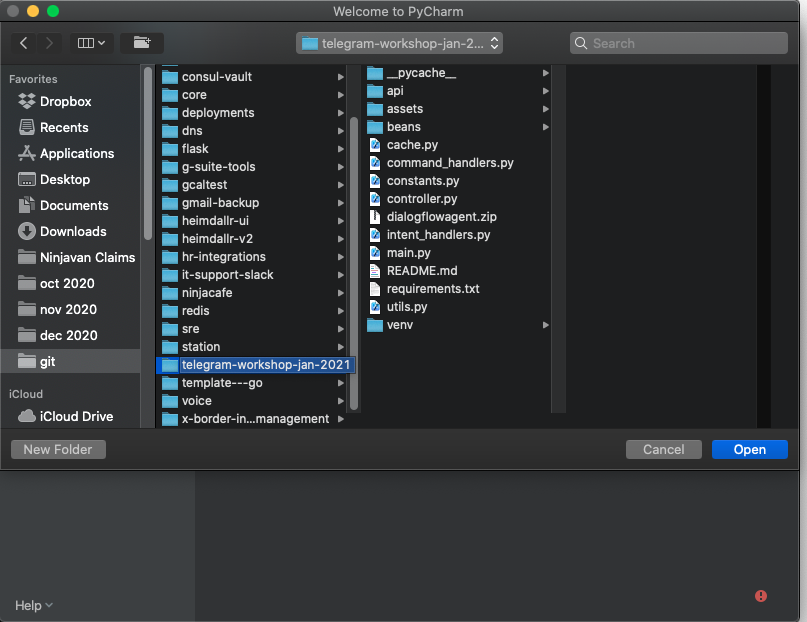 Welcome to PyCharm
telegram-workshop-jan-2...
Search
Favorites
Dropbox
Recents
Applications
Desktop
Documents
Downloads
Ninjavan Claims
oct 2020
nov 2020
dec 2020
git
iCloud
iCloud Drive
consul-vault
core
deployments
dns
flask
g-suite-tools
gcaltest
gmail-backup
heimdallr-ui
heimdallr-v2
hr-integrations
it-support-slack
ninjacafe
redis
sre
station
telegram-workshop-jan-2021
template---go
voice
x-border-in...management
__pycache__
api
assets
beans
cache.py
command_handlers.py
constants.py
controller.py
dialogflowagent.zip
intent_handlers.py
main.py
README.md
requirements.txt
utils.py
venv
New Folder
Cancel
Open
Help